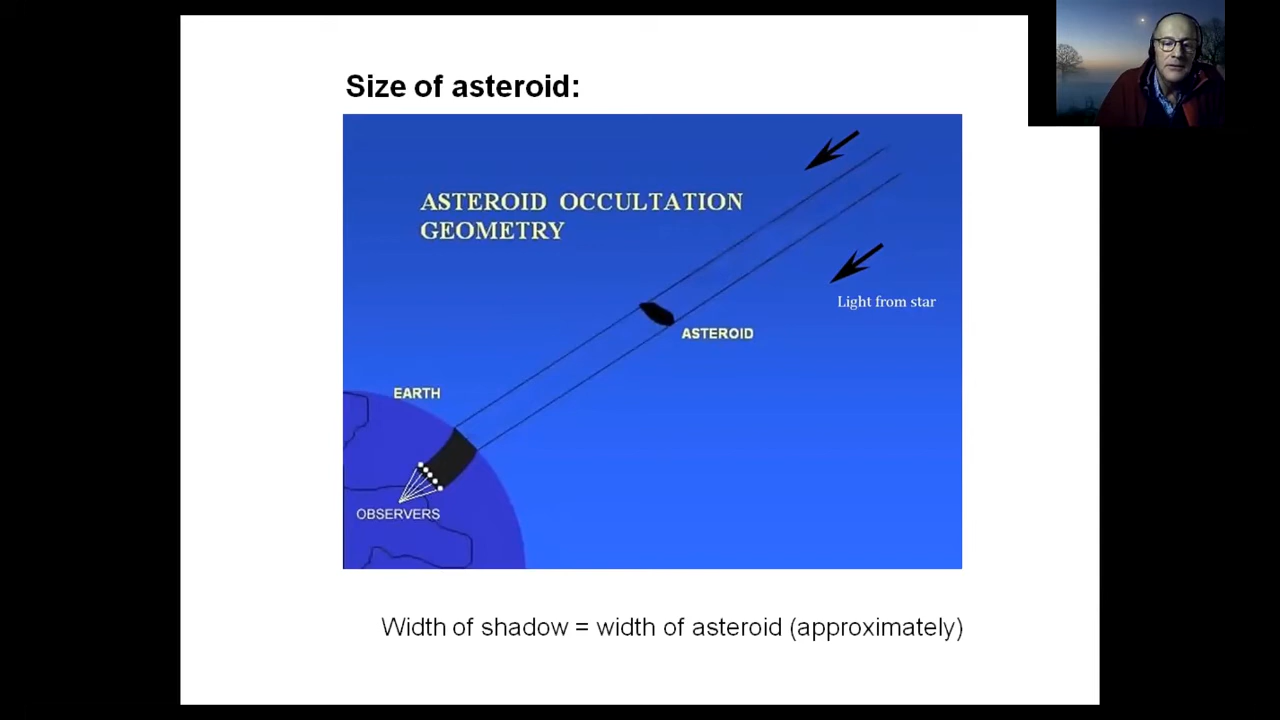 Size of asteroid:
ASTEROID OCCULTATION
GEOMETRY
Light from star
ASTEROID
EARTH
OBSERVERS
Width of shadow = width of asteroid (approximately)